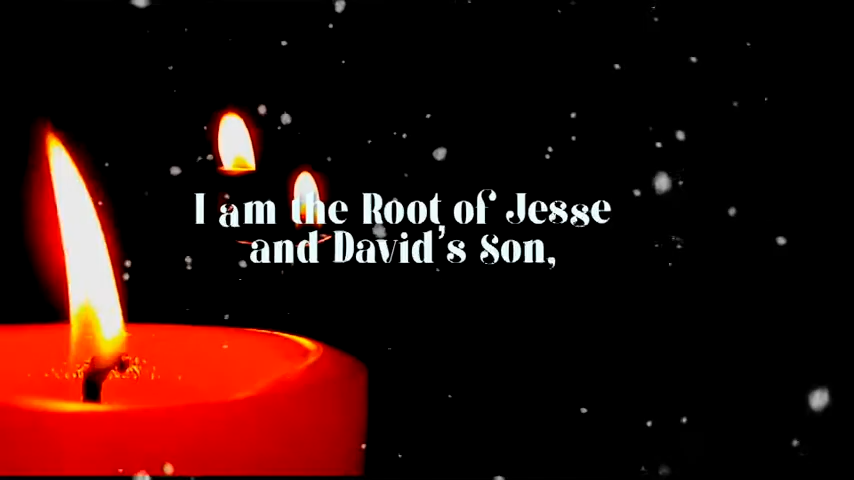 I am the Root of Jesse
and David's Son,